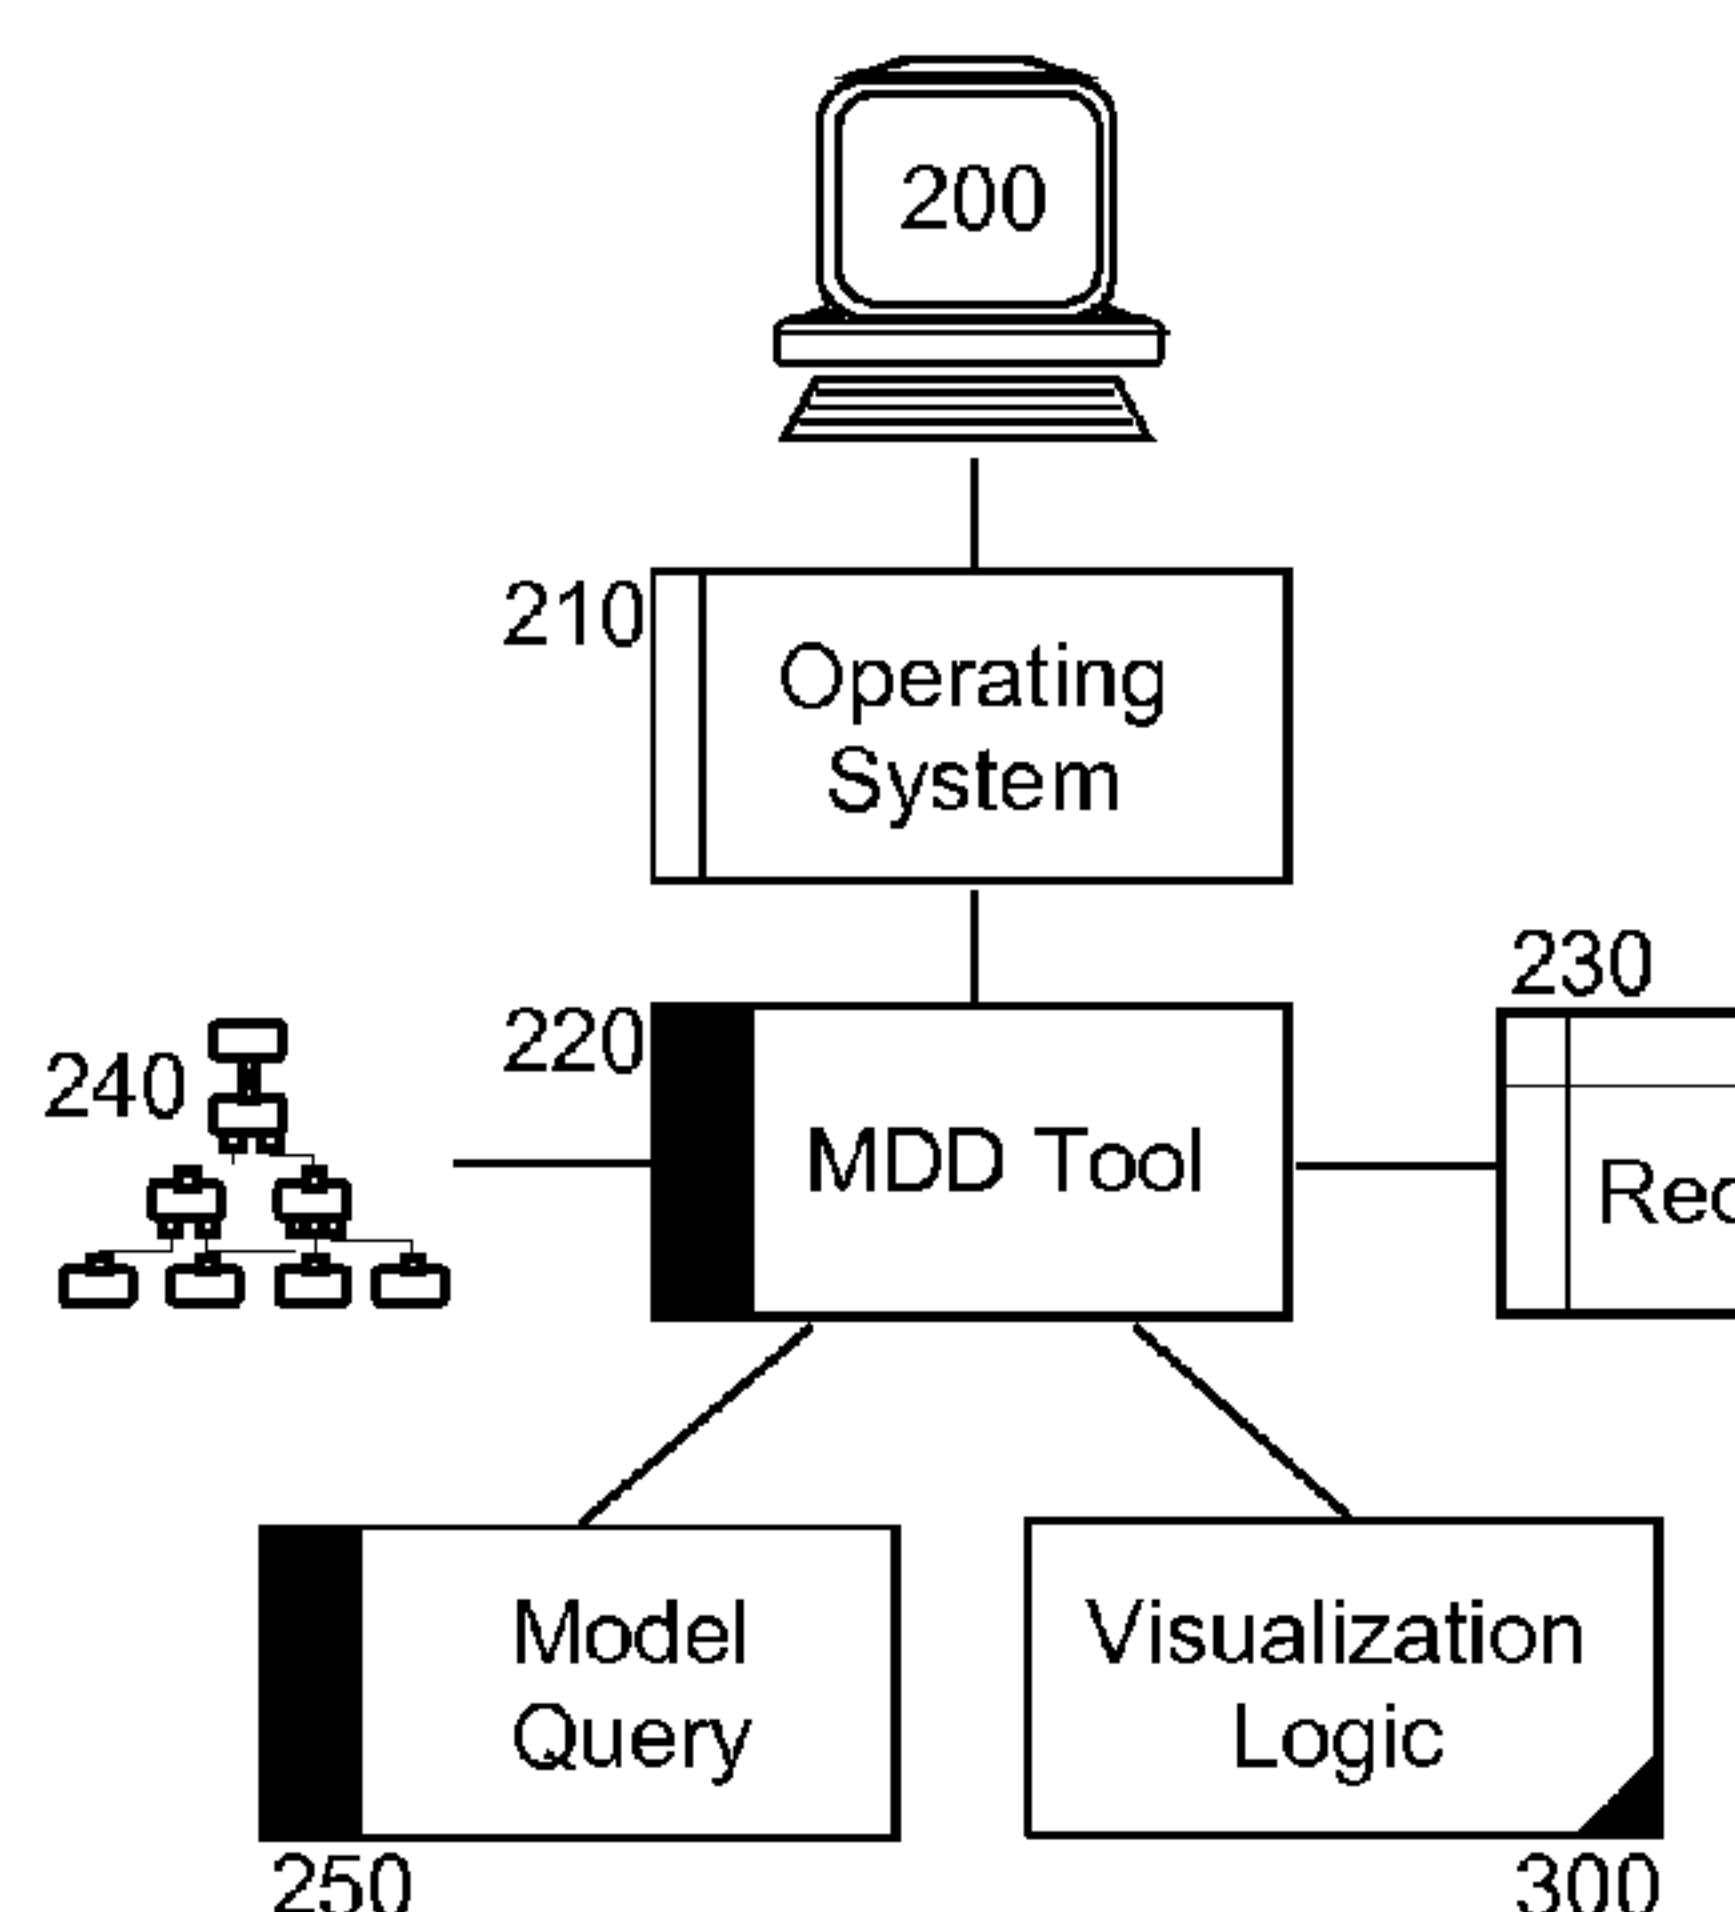 200
210
Operating
System
230
220
240
MDD Tool
Model
Query
Visualization
Logic
250
300